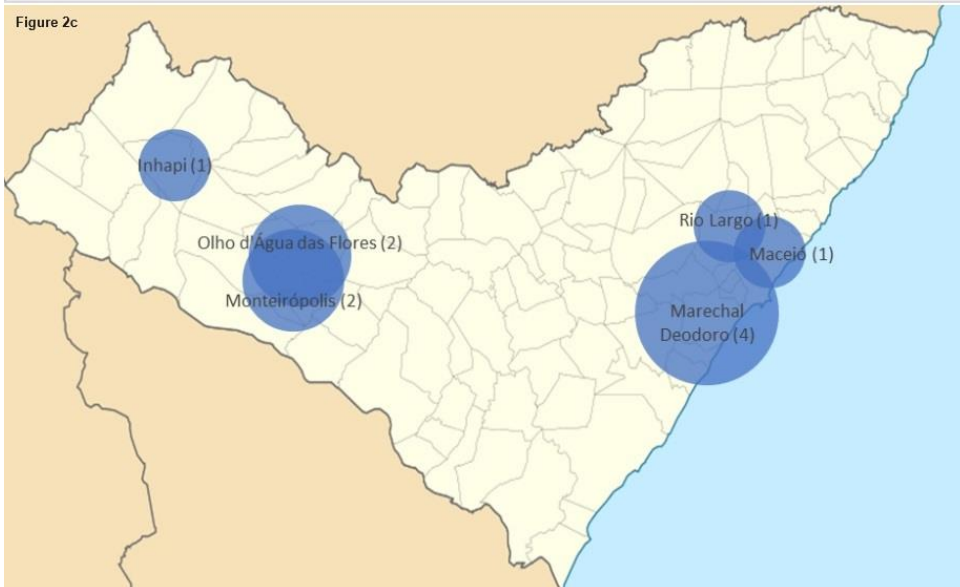 Figure 2c
Inhapi (1)
Olho d'Água das Flores (2)
Monteirópolis (2)
Rio Largo (1)
Maceió (1)
Marechal
Deodoro (4)